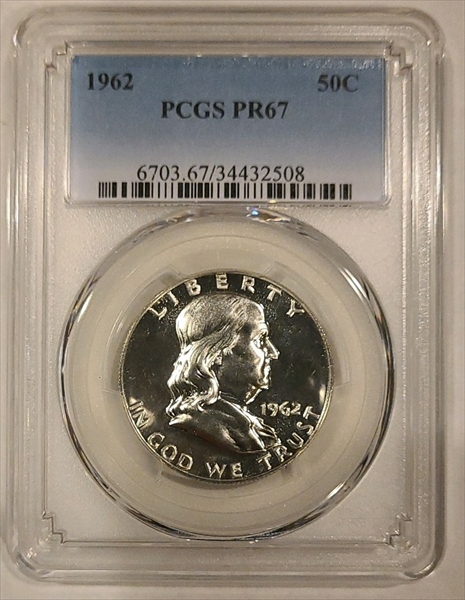 1962 50C
PCGS PR67
6703.67/34432508
LIBERTY
1962
IN GOD WE TRUST